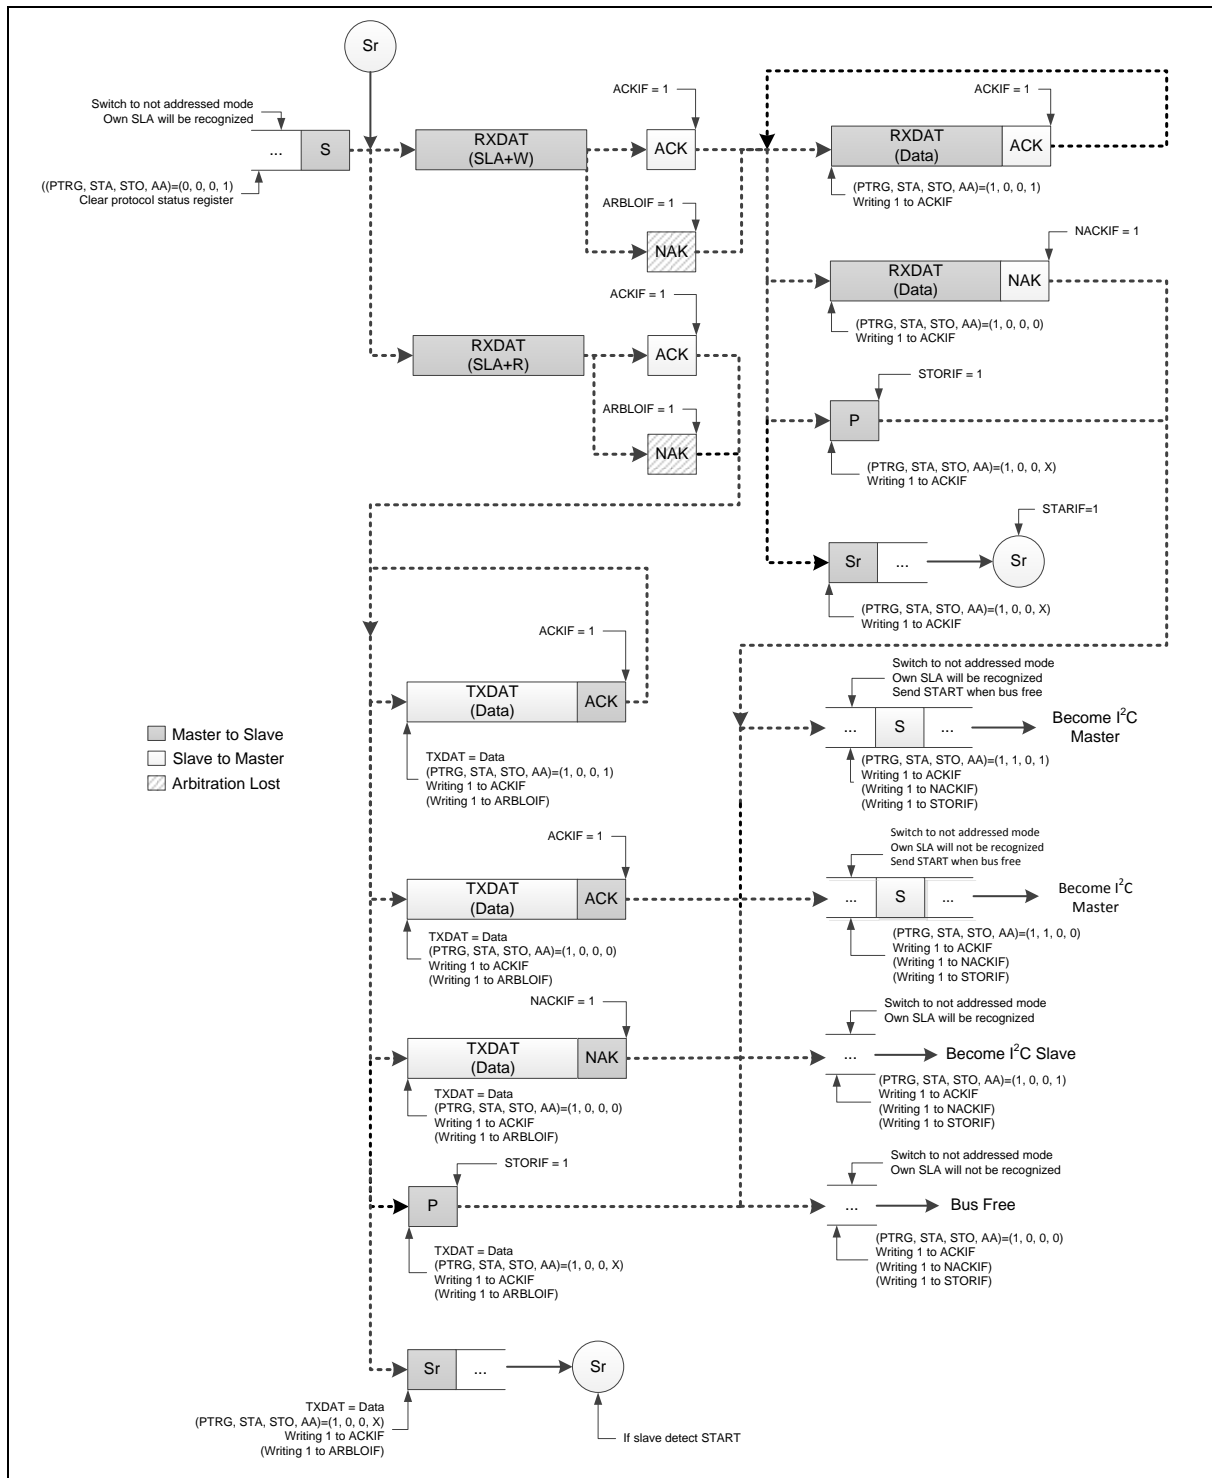 Sr
Switch to not addressed mode
Own SLA will be recognized
...
S
((PTRG, STA, STO, AA)=(0, 0, 0, 1)
Clear protocol status register
RXDAT
(SLA+W)
ACKIF = 1
ACK
ARBLOIF = 1
NAK
ACKIF = 1
RXDAT
(SLA+R)
ACK
ARBLOIF = 1
NAK
ACKIF = 1
RXDAT
(Data)
ACK
(PTRG, STA, STO, AA)=(1, 0, 0, 1)
Writing 1 to ACKIF
NACKIF = 1
RXDAT
(Data)
NAK
(PTRG, STA, STO, AA)=(1, 0, 0, 0)
Writing 1 to ACKIF
STORIF = 1
P
(PTRG, STA, STO, AA)=(1, 0, 0, X)
Writing 1 to ACKIF
STARIF=1
Sr
...
Sr
(PTRG, STA, STO, AA)=(1, 0, 0, X)
Writing 1 to ACKIF
Master to Slave
Slave to Master
Arbitration Lost
ACKIF = 1
TXDAT
(Data)
ACK
TXDAT = Data
(PTRG, STA, STO, AA)=(1, 0, 0, 1)
Writing 1 to ACKIF
(Writing 1 to ARBLOIF)
ACKIF = 1
TXDAT
(Data)
ACK
TXDAT = Data
(PTRG, STA, STO, AA)=(1, 0, 0, 0)
Writing 1 to ACKIF
(Writing 1 to ARBLOIF)
NACKIF = 1
TXDAT
(Data)
NAK
TXDAT = Data
(PTRG, STA, STO, AA)=(1, 0, 0, 0)
Writing 1 to ACKIF
(Writing 1 to ARBLOIF)
STORIF = 1
P
TXDAT = Data
(PTRG, STA, STO, AA)=(1, 0, 0, X)
Writing 1 to ACKIF
(Writing 1 to ARBLOIF)
Sr
...
Sr
TXDAT = Data
(PTRG, STA, STO, AA)=(1, 0, 0, X)
Writing 1 to ACKIF
(Writing 1 to ARBLOIF)
If slave detect START
Switch to not addressed mode
Own SLA will be recognized
Send START when bus free
...
S
...
Become I²C
Master
(PTRG, STA, STO, AA)=(1, 1, 0, 1)
Writing 1 to ACKIF
(Writing 1 to NACKIF)
(Writing 1 to STORIF)
Switch to not addressed mode
Own SLA will not be recognized
Send START when bus free
...
S
...
Become I²C
Master
(PTRG, STA, STO, AA)=(1, 1, 0, 0)
Writing 1 to ACKIF
(Writing 1 to NACKIF)
(Writing 1 to STORIF)
Switch to not addressed mode
Own SLA will be recognized
...
Become I²C Slave
(PTRG, STA, STO, AA)=(1, 0, 0, 1)
Writing 1 to ACKIF
(Writing 1 to NACKIF)
(Writing 1 to STORIF)
Switch to not addressed mode
Own SLA will not be recognized
...
Bus Free
(PTRG, STA, STO, AA)=(1, 0, 0, 0)
Writing 1 to ACKIF
(Writing 1 to NACKIF)
(Writing 1 to STORIF)